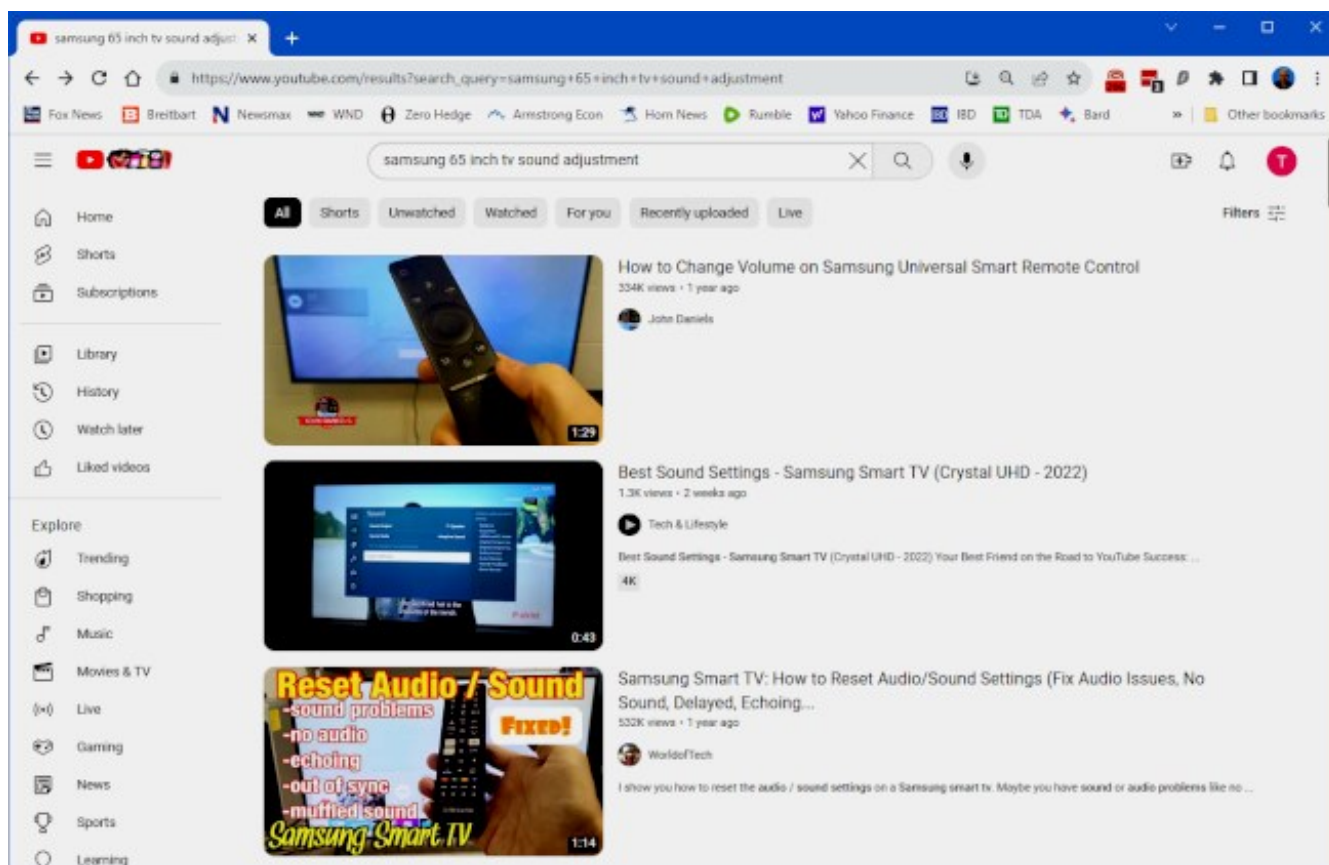 samsung 65 inch tv sound adjust
https://www.youtube.com/results?search_query=samsung+65+inch+tv+sound+adjustment
Fox News Breitbart Newsmax WND Zero Hedge Armstrong Econ Horn News Rumble Yahoo Finance IBD TDA Bard » Other bookmarks
samsung 65 inch tv sound adjustment
T
Home
Shorts
Subscriptions
Library
History
Watch later
Liked videos
Explore
Trending
Shopping
Music
Movies & TV
Live
Gaming
News
Sports
Learning
All Shorts Unwatched Watched For you Recently uploaded Live Filters
How to Change Volume on Samsung Universal Smart Remote Control
334K views • 1 year ago
John Daniels
1:29
Best Sound Settings - Samsung Smart TV (Crystal UHD - 2022)
1.3K views • 2 weeks ago
Tech & Lifestyle
Best Sound Settings - Samsung Smart TV (Crystal UHD - 2022) Your Best Friend on the Road to YouTube Success: ...
4K
Sound
0:43
Samsung Smart TV: How to Reset Audio/Sound Settings (Fix Audio Issues, No
Sound, Delayed, Echoing...
532K views • 1 year ago
WorldofTech
I show you how to reset the audio / sound settings on a Samsung smart tv. Maybe you have sound or audio problems like no ...
Reset Audio / Sound
-sound problems
-no audio
-echoing
-out of sync
-muffled sound
Fixed!
Samsung Smart TV
1:14